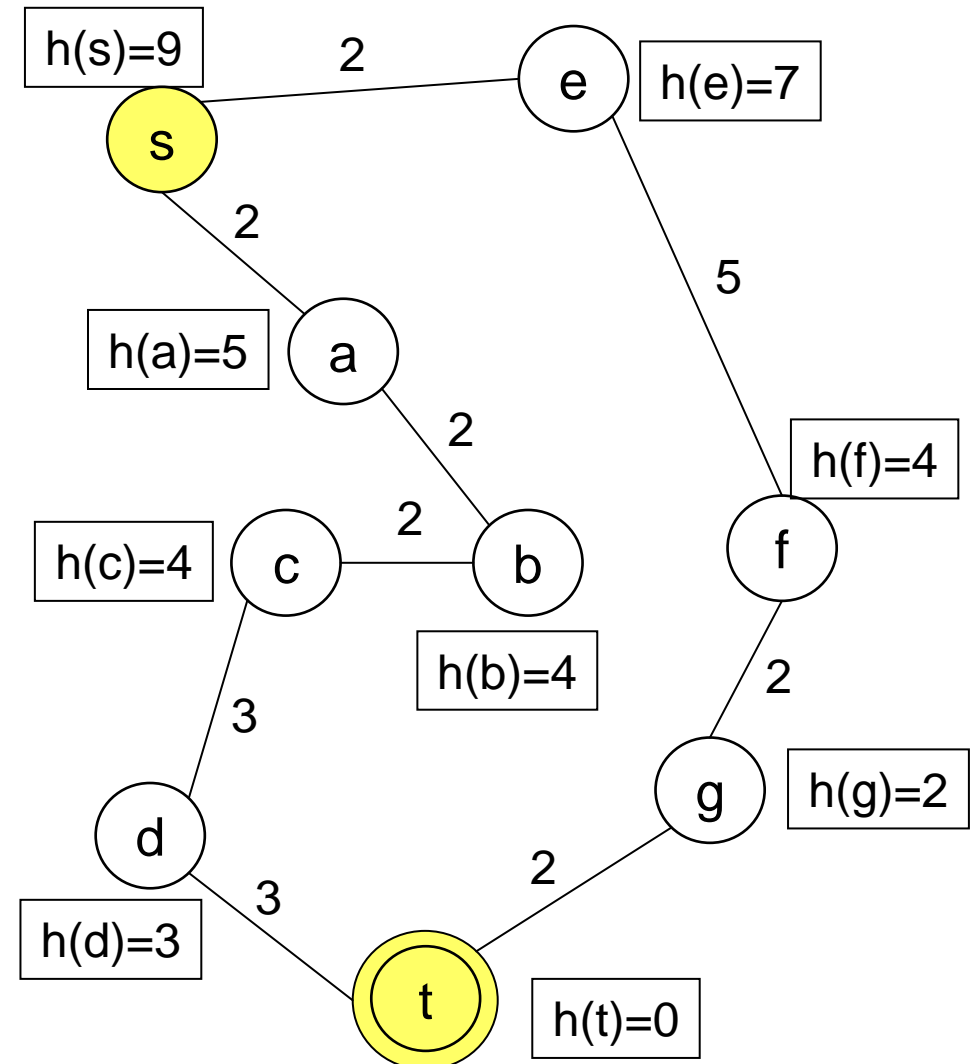 h(s)=9
2
e
h(e)=7
s
2
5
h(a)=5
a
2
h(f)=4
h(c)=4
c
2
b
f
h(b)=4
2
3
d
g
h(g)=2
2
3
h(d)=3
t
h(t)=0